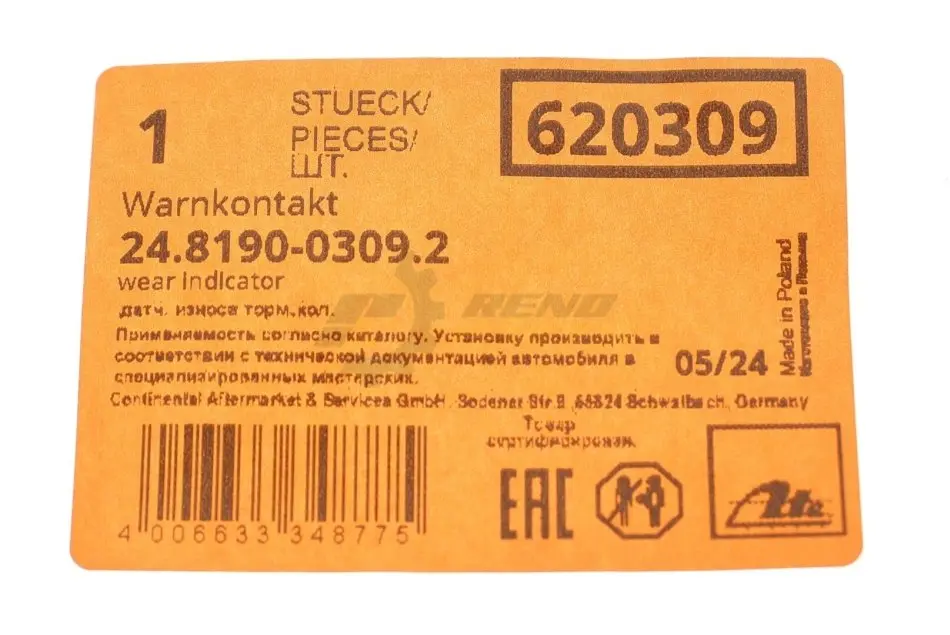 1
STUECK/
PIECES/
ШТ.
620309
Warnkontakt
24.8190-0309.2
wear indicator
датч. износа торм.кол.
Применяемость согласно каталогу. Установку производить в
соответствии с технической документацией автомобиля в
специализированных мастерских.
05/24
Made in Poland
Изготовлено в Польше
Continental Aftermarket & Services GmbH, Sodener Str.9, 65824 Schwalbach, Germany
Товар
сертифицирован.
4 006633 348775
EAC
Ate
RENO